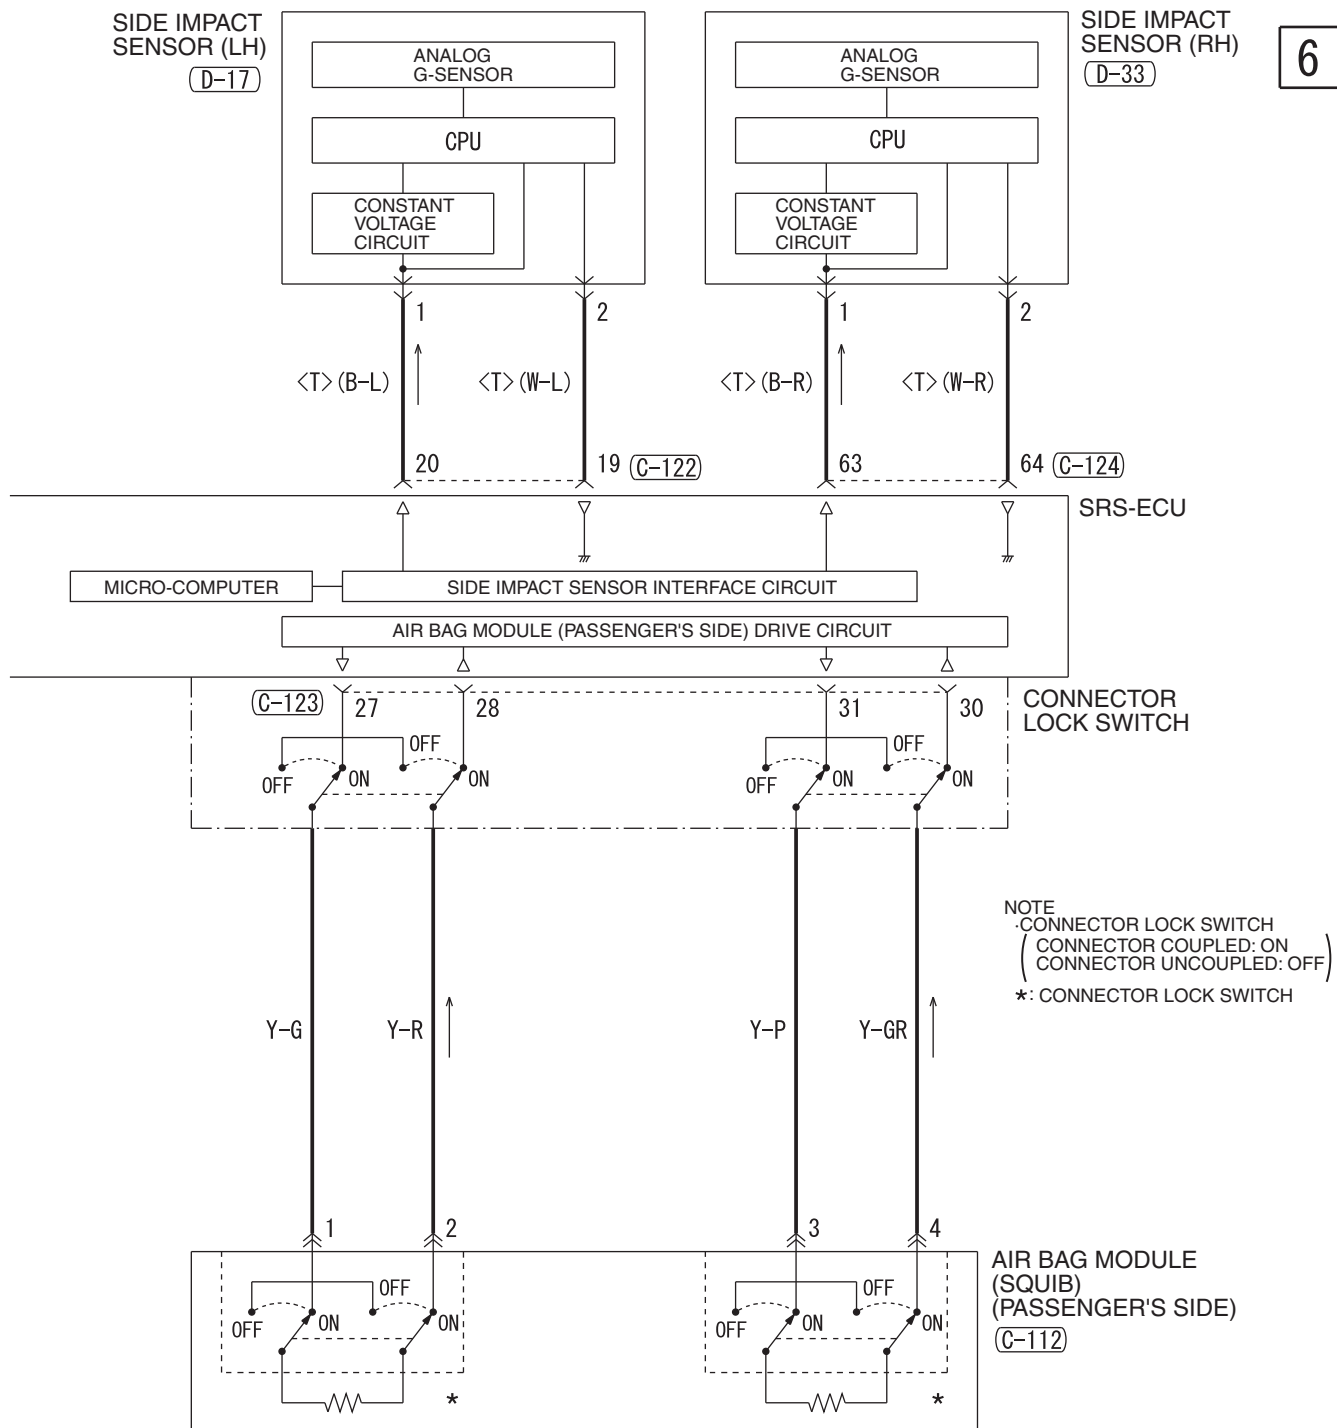 SIDE IMPACT
SENSOR (LH)
D-17
ANALOG
G-SENSOR
CPU
CONSTANT
VOLTAGE
CIRCUIT
SIDE IMPACT
SENSOR (RH)
D-33
ANALOG
G-SENSOR
CPU
CONSTANT
VOLTAGE
CIRCUIT
6
1 2 1 2
<T>(B-L) <T>(W-L) <T>(B-R) <T>(W-R)
20 19 C-122 63 64 C-124
SRS-ECU
MICRO-COMPUTER SIDE IMPACT SENSOR INTERFACE CIRCUIT
AIR BAG MODULE (PASSENGER'S SIDE) DRIVE CIRCUIT
C-123 27 28 31 30
CONNECTOR
LOCK SWITCH
OFF OFF
OFF ON ON OFF ON ON
NOTE
·CONNECTOR LOCK SWITCH
(CONNECTOR COUPLED: ON
CONNECTOR UNCOUPLED: OFF)
*: CONNECTOR LOCK SWITCH
Y-G Y-R Y-P Y-GR
1 2 3 4
AIR BAG MODULE
(SQUIB)
(PASSENGER'S SIDE)
C-112
OFF OFF
OFF ON ON OFF ON ON
* *